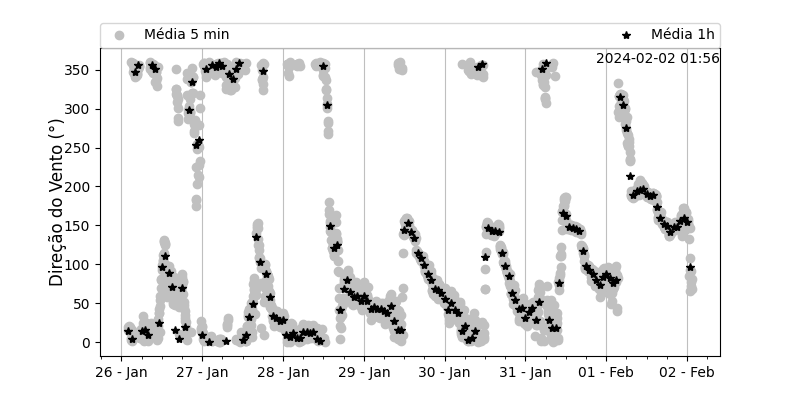 Média 5 min
Média 1h
2024-02-02 01:56
Direção do Vento (°)
350
300
250
200
150
100
50
0
26 - Jan
27 - Jan
28 - Jan
29 - Jan
30 - Jan
31 - Jan
01 - Feb
02 - Feb